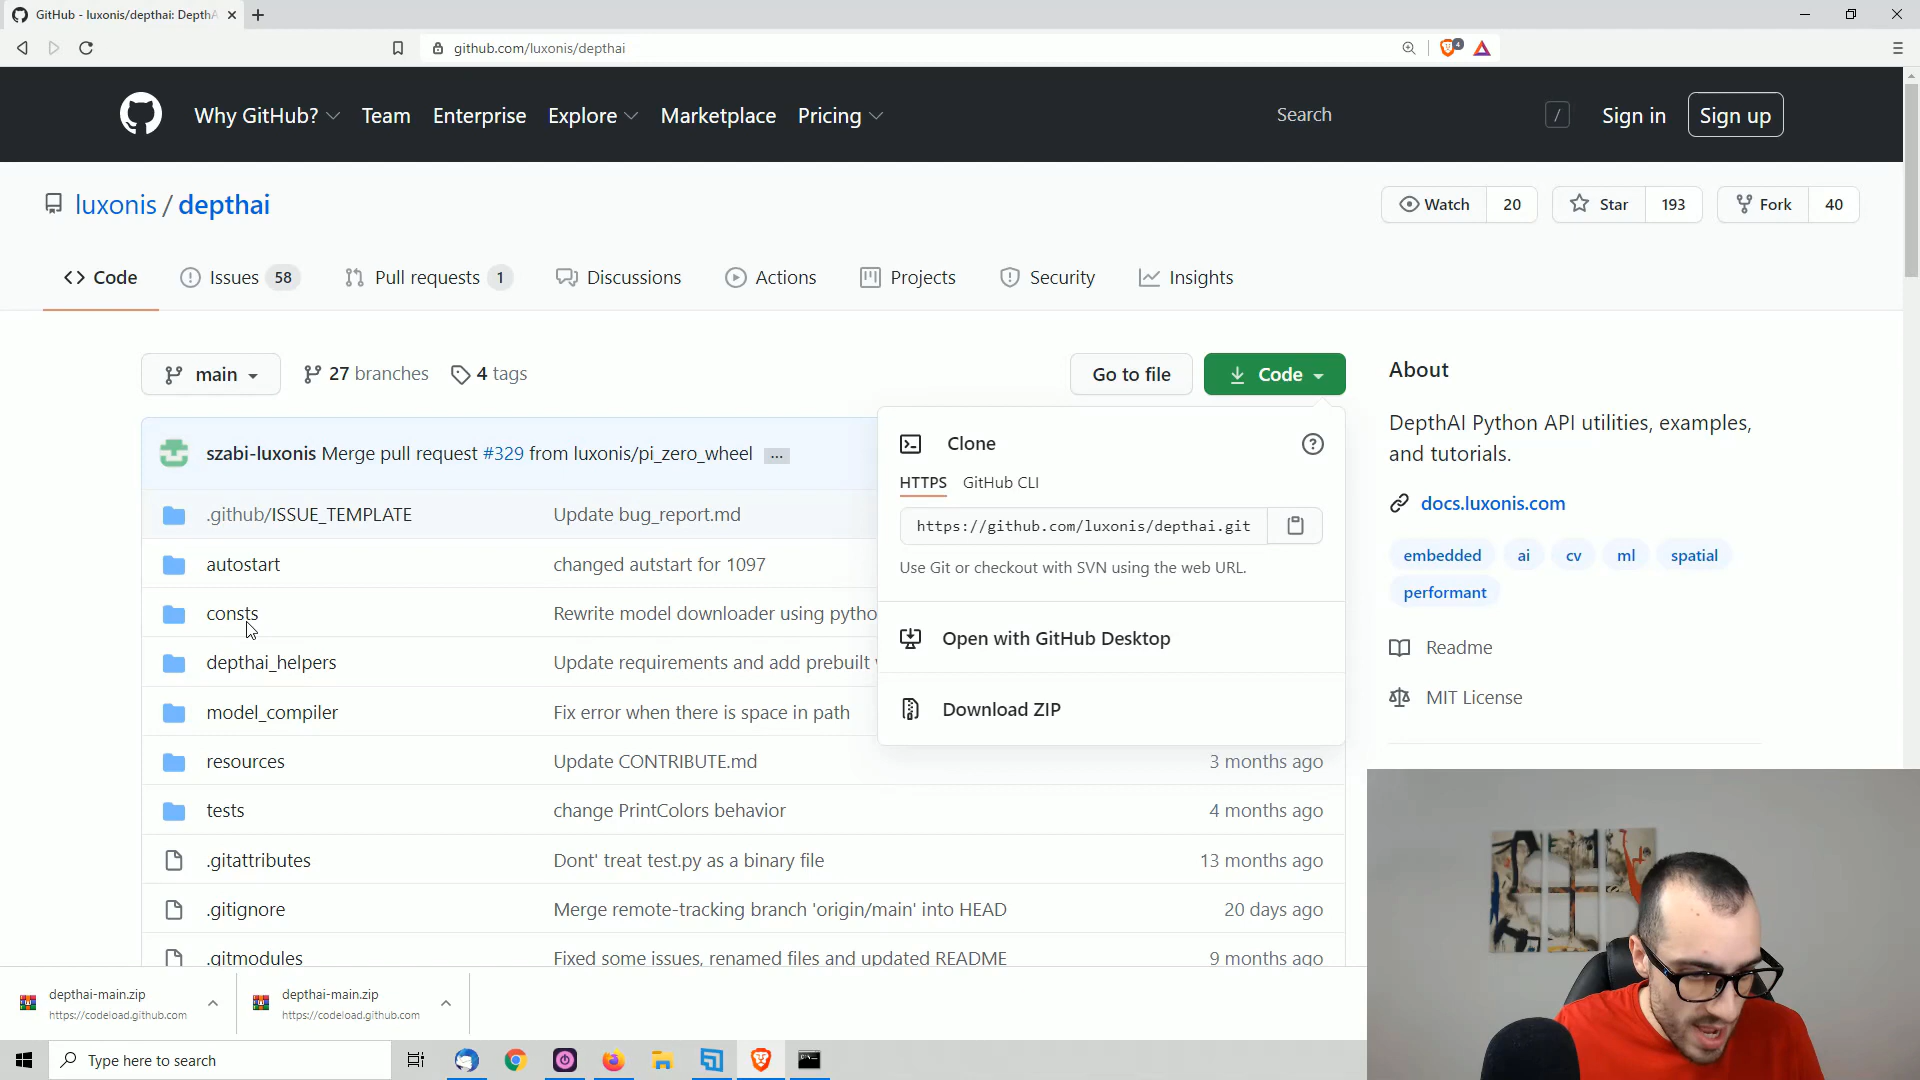 GitHub - luxonis/depthai: DepthA
github.com/luxonis/depthai
4
Why GitHub?
Team
Enterprise
Explore
Marketplace
Pricing
Search
/
Sign in
Sign up
luxonis / depthai
Watch 20
Star 193
Fork 40
Code
Issues 58
Pull requests 1
Discussions
Actions
Projects
Security
Insights
main
27 branches
4 tags
Go to file
Code
szabi-luxonis Merge pull request #329 from luxonis/pi_zero_wheel ...
.github/ISSUE_TEMPLATE Update bug_report.md
autostart changed autstart for 1097
consts Rewrite model downloader using pytho
depthai_helpers Update requirements and add prebuilt
model_compiler Fix error when there is space in path
resources Update CONTRIBUTE.md 3 months ago
tests change PrintColors behavior 4 months ago
.gitattributes Dont' treat test.py as a binary file 13 months ago
.gitignore Merge remote-tracking branch 'origin/main' into HEAD 20 days ago
.gitmodules Fixed some issues, renamed files and updated README 9 months ago
Clone
HTTPS GitHub CLI
https://github.com/luxonis/depthai.git
Use Git or checkout with SVN using the web URL.
Open with GitHub Desktop
Download ZIP
About
DepthAI Python API utilities, examples,
and tutorials.
docs.luxonis.com
embedded ai cv ml spatial
performant
Readme
MIT License
depthai-main.zip
https://codeload.github.com
depthai-main.zip
https://codeload.github.com
Type here to search